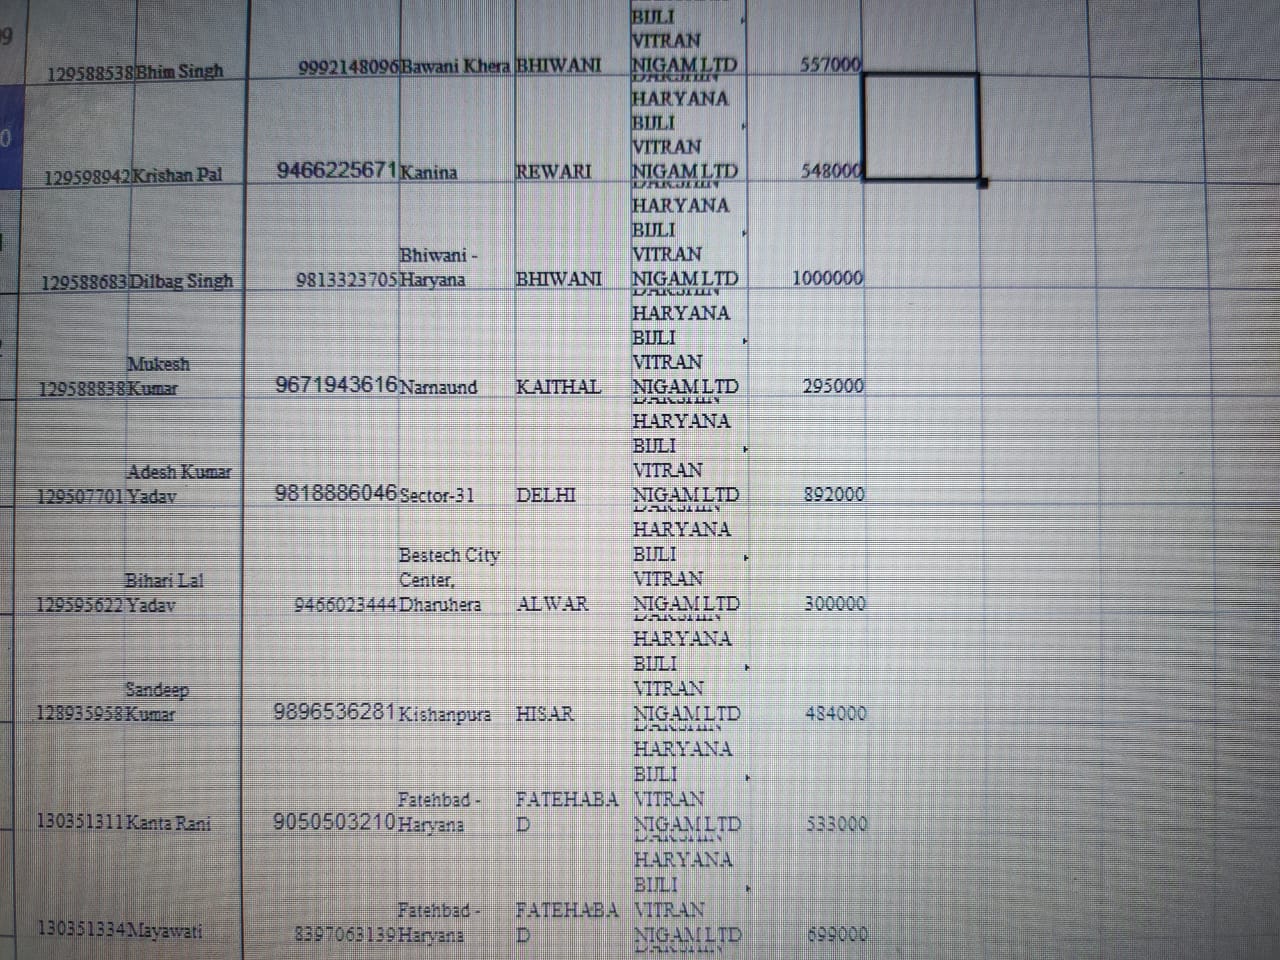 09
BIJLI
VITRAN
129588538 Bhim Singh 9992148096 Bawani Khera BHIWANI NIGAM LTD 557000
DAKSHIN
HARYANA
BIJLI
0
VITRAN
129598942 Krishan Pal 9466225671 Kanina REWARI NIGAM LTD 548000
DAKSHIN
HARYANA
BIJLI
Bhiwani - VITRAN
129588683 Dilbag Singh 9813323705 Haryana BHIWANI NIGAM LTD 1000000
DAKSHIN
HARYANA
BIJLI
Mukesh VITRAN
129588838 Kumar 9671943616 Narnaund KAITHAL NIGAM LTD 295000
DAKSHIN
HARYANA
BIJLI
Adesh Kumar VITRAN
129507701 Yadav 9818886046 Sector-31 DELHI NIGAM LTD 892000
DAKSHIN
HARYANA
Bestech City BIJLI
Bihari Lal Center, VITRAN
129595622 Yadav 9466023444 Dharuhera ALWAR NIGAM LTD 300000
DAKSHIN
HARYANA
BIJLI
Sandeep VITRAN
128935958 Kumar 9896536281 Kishanpura HISAR NIGAM LTD 484000
DAKSHIN
HARYANA
BIJLI
Fatehbad - FATEHABA VITRAN
130351311 Kanta Rani 9050503210 Haryana D NIGAM LTD 533000
DAKSHIN
HARYANA
BIJLI
Fatehbad - FATEHABA VITRAN
130351334 Mayawati 8397063139 Haryana D NIGAM LTD 699000
DAKSHIN